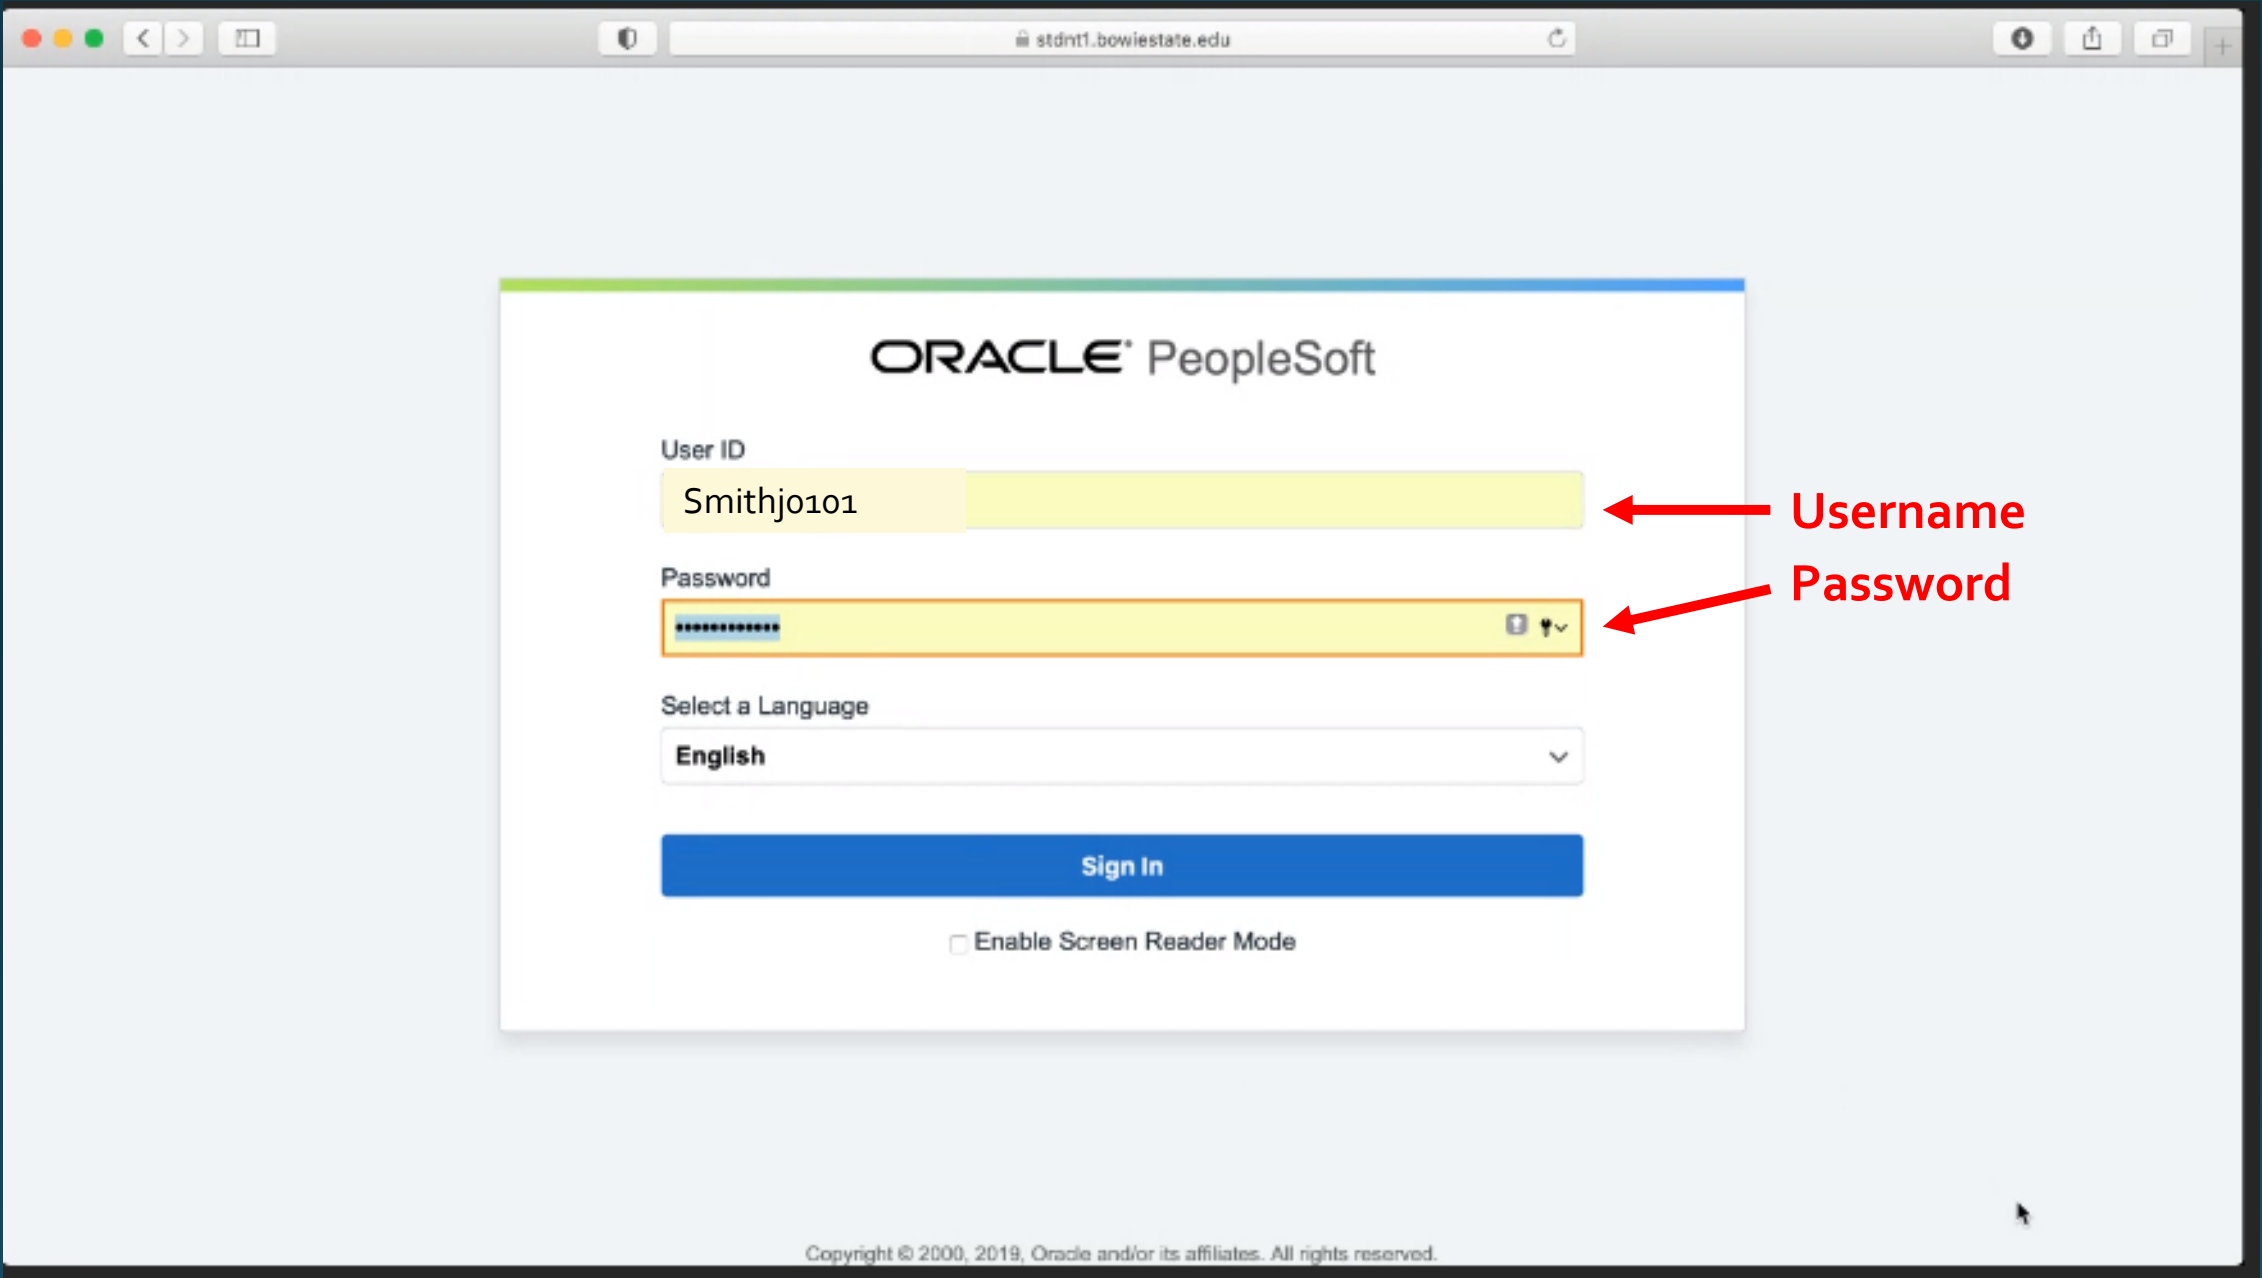 stdnt1.bowiestate.edu
ORACLE® PeopleSoft
User ID
Smithj0101
Username
Password
••••••••••••
Password
Select a Language
English
Sign In
Enable Screen Reader Mode
Copyright © 2000, 2019, Oracle and/or its affiliates. All rights reserved.